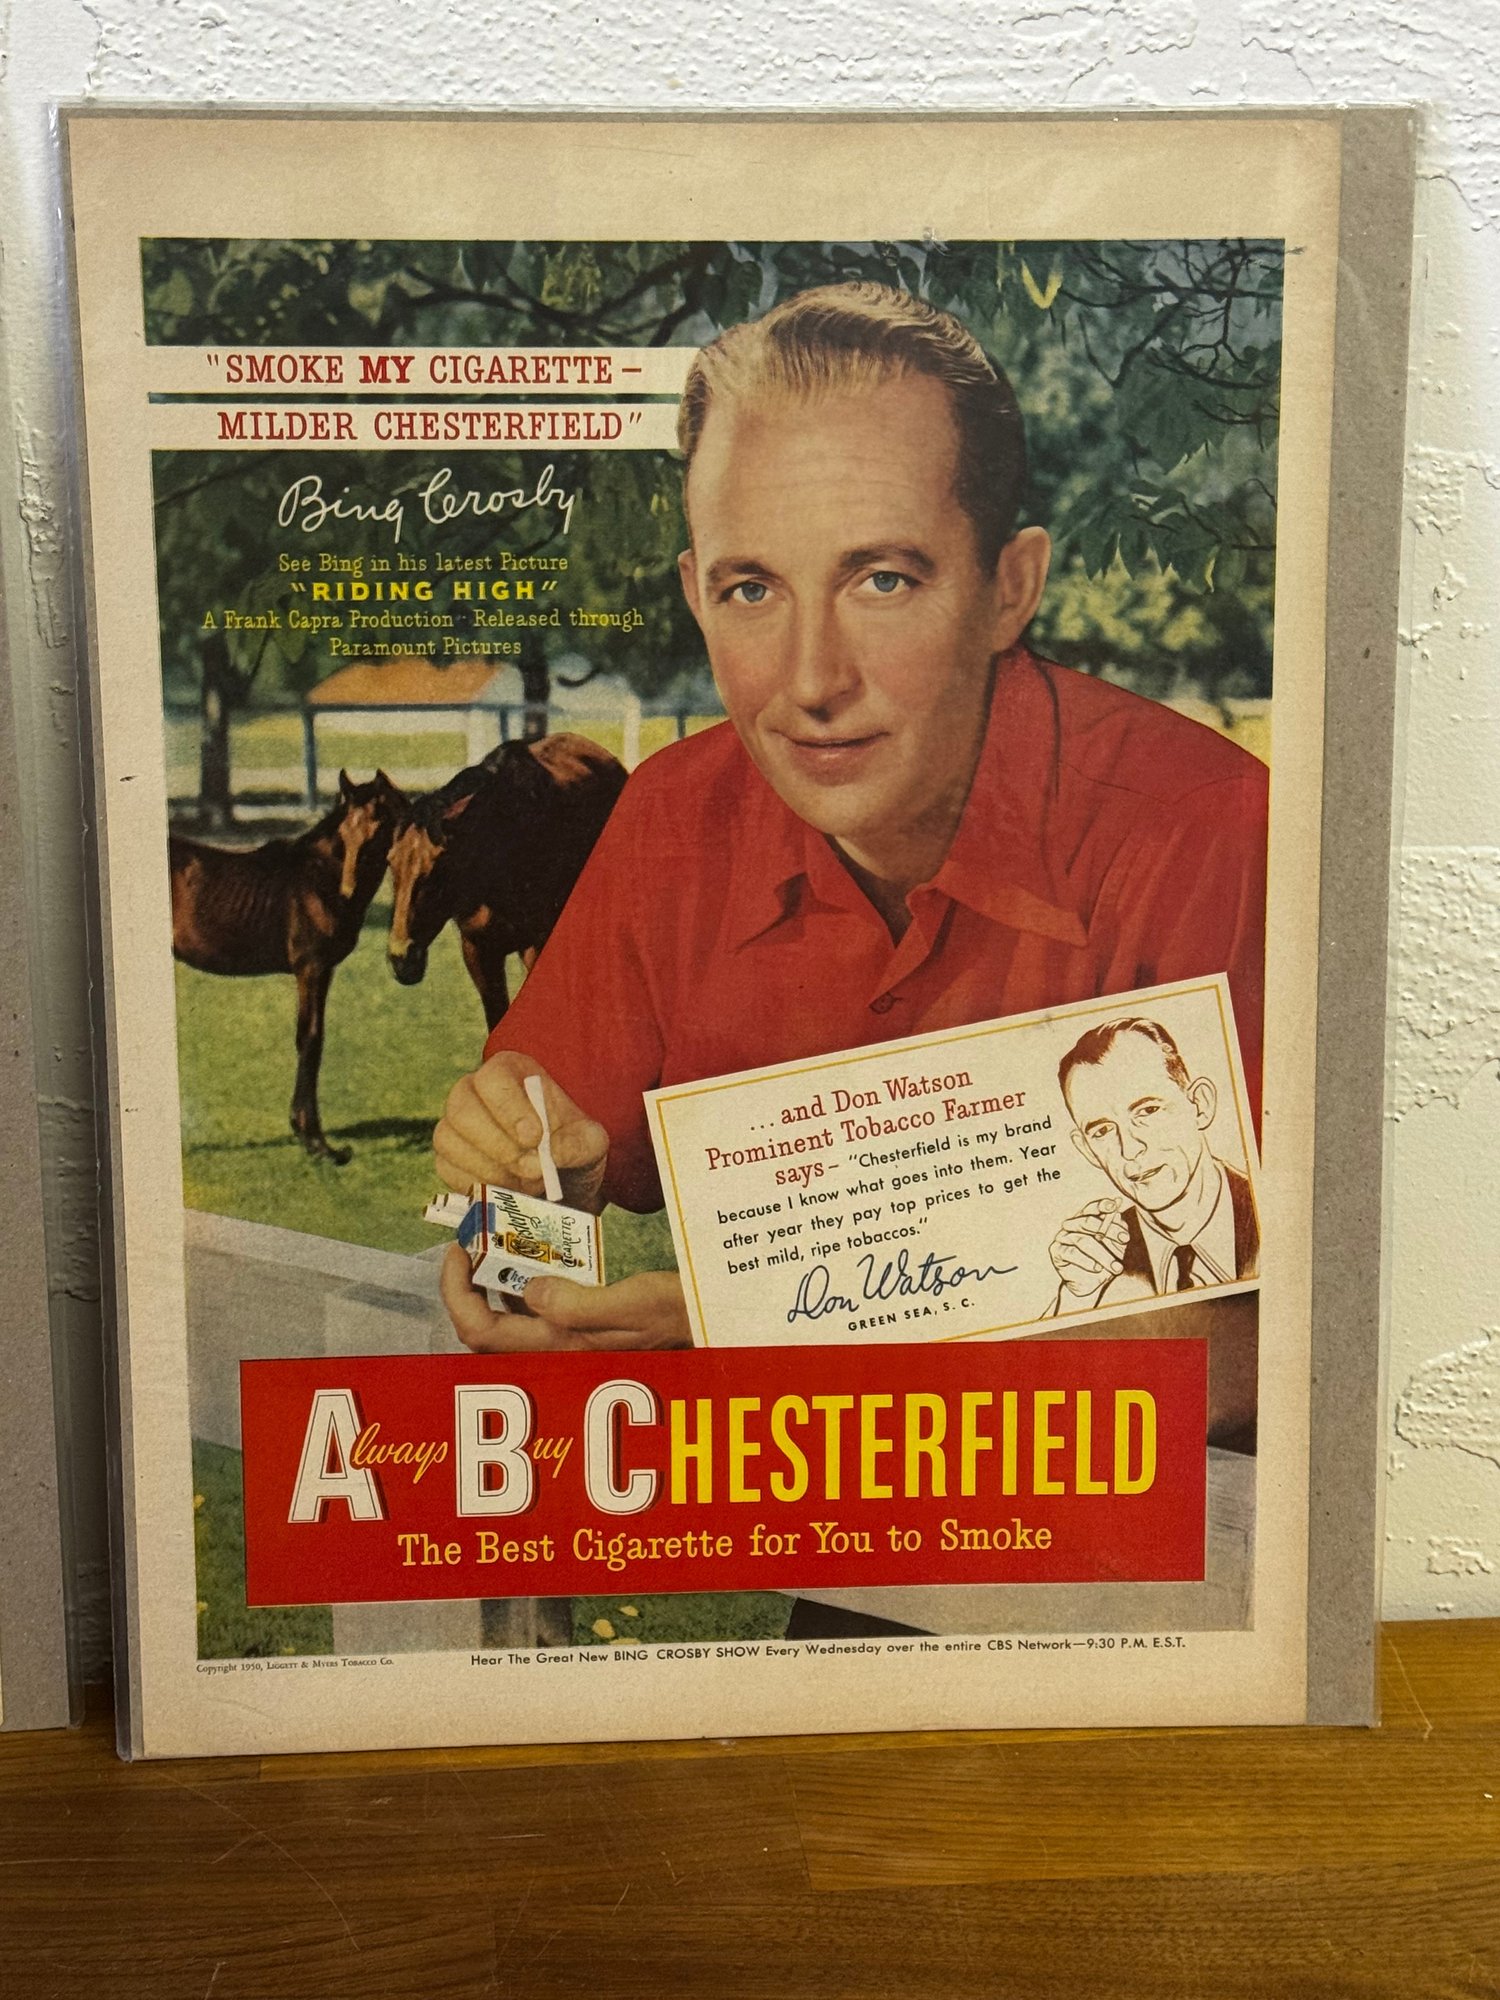 "SMOKE MY CIGARETTE –
MILDER CHESTERFIELD"
Bing Crosby
See Bing in his latest Picture
"RIDING HIGH"
A Frank Capra Production - Released through
Paramount Pictures
... and Don Watson
Prominent Tobacco Farmer
says – "Chesterfield is my brand
because I know what goes into them. Year
after year they pay top prices to get the
best mild, ripe tobaccos."
Don Watson
GREEN SEA, S. C.
Chesterfield
CIGARETTES
Always Buy CHESTERFIELD
The Best Cigarette for You to Smoke
Copyright 1950, LIGGETT & MYERS TOBACCO CO.
Hear The Great New BING CROSBY SHOW Every Wednesday over the entire CBS Network—9:30 P.M. E.S.T.